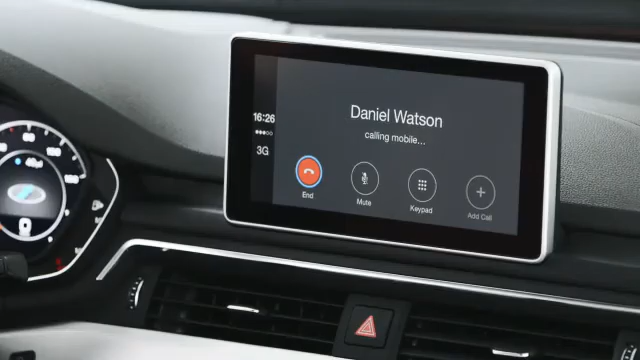 Daniel Watson
calling mobile...
16:26
3G
End
Mute
Keypad
Add Call